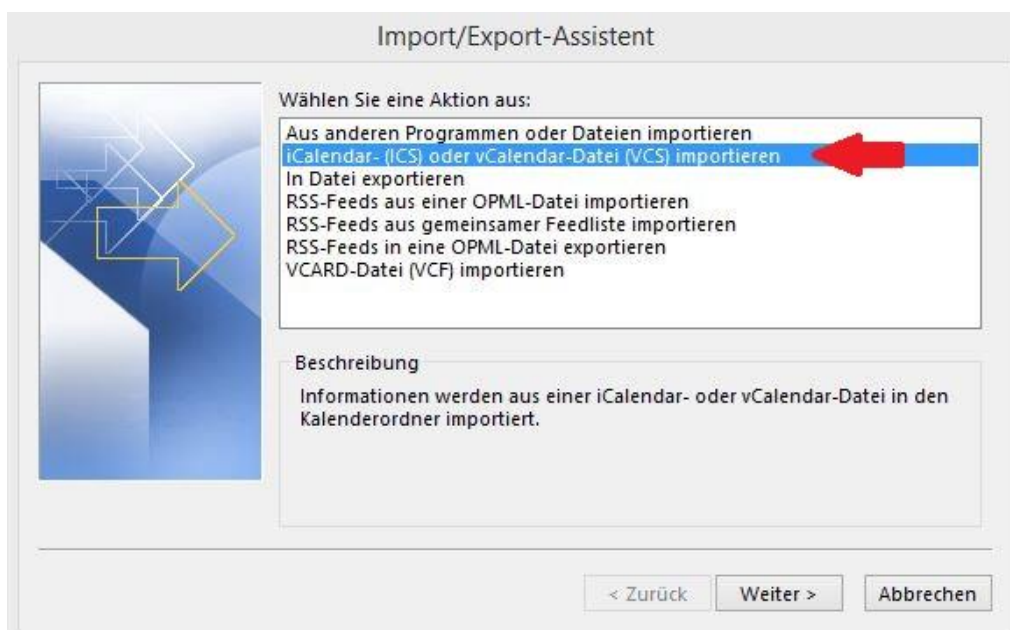 Import/Export-Assistent
Wählen Sie eine Aktion aus:
Aus anderen Programmen oder Dateien importieren
iCalendar- (ICS) oder vCalendar-Datei (VCS) importieren
In Datei exportieren
RSS-Feeds aus einer OPML-Datei importieren
RSS-Feeds aus gemeinsamer Feedliste importieren
RSS-Feeds in eine OPML-Datei exportieren
VCARD-Datei (VCF) importieren
Beschreibung
Informationen werden aus einer iCalendar- oder vCalendar-Datei in den
Kalenderordner importiert.
< Zurück Weiter > Abbrechen